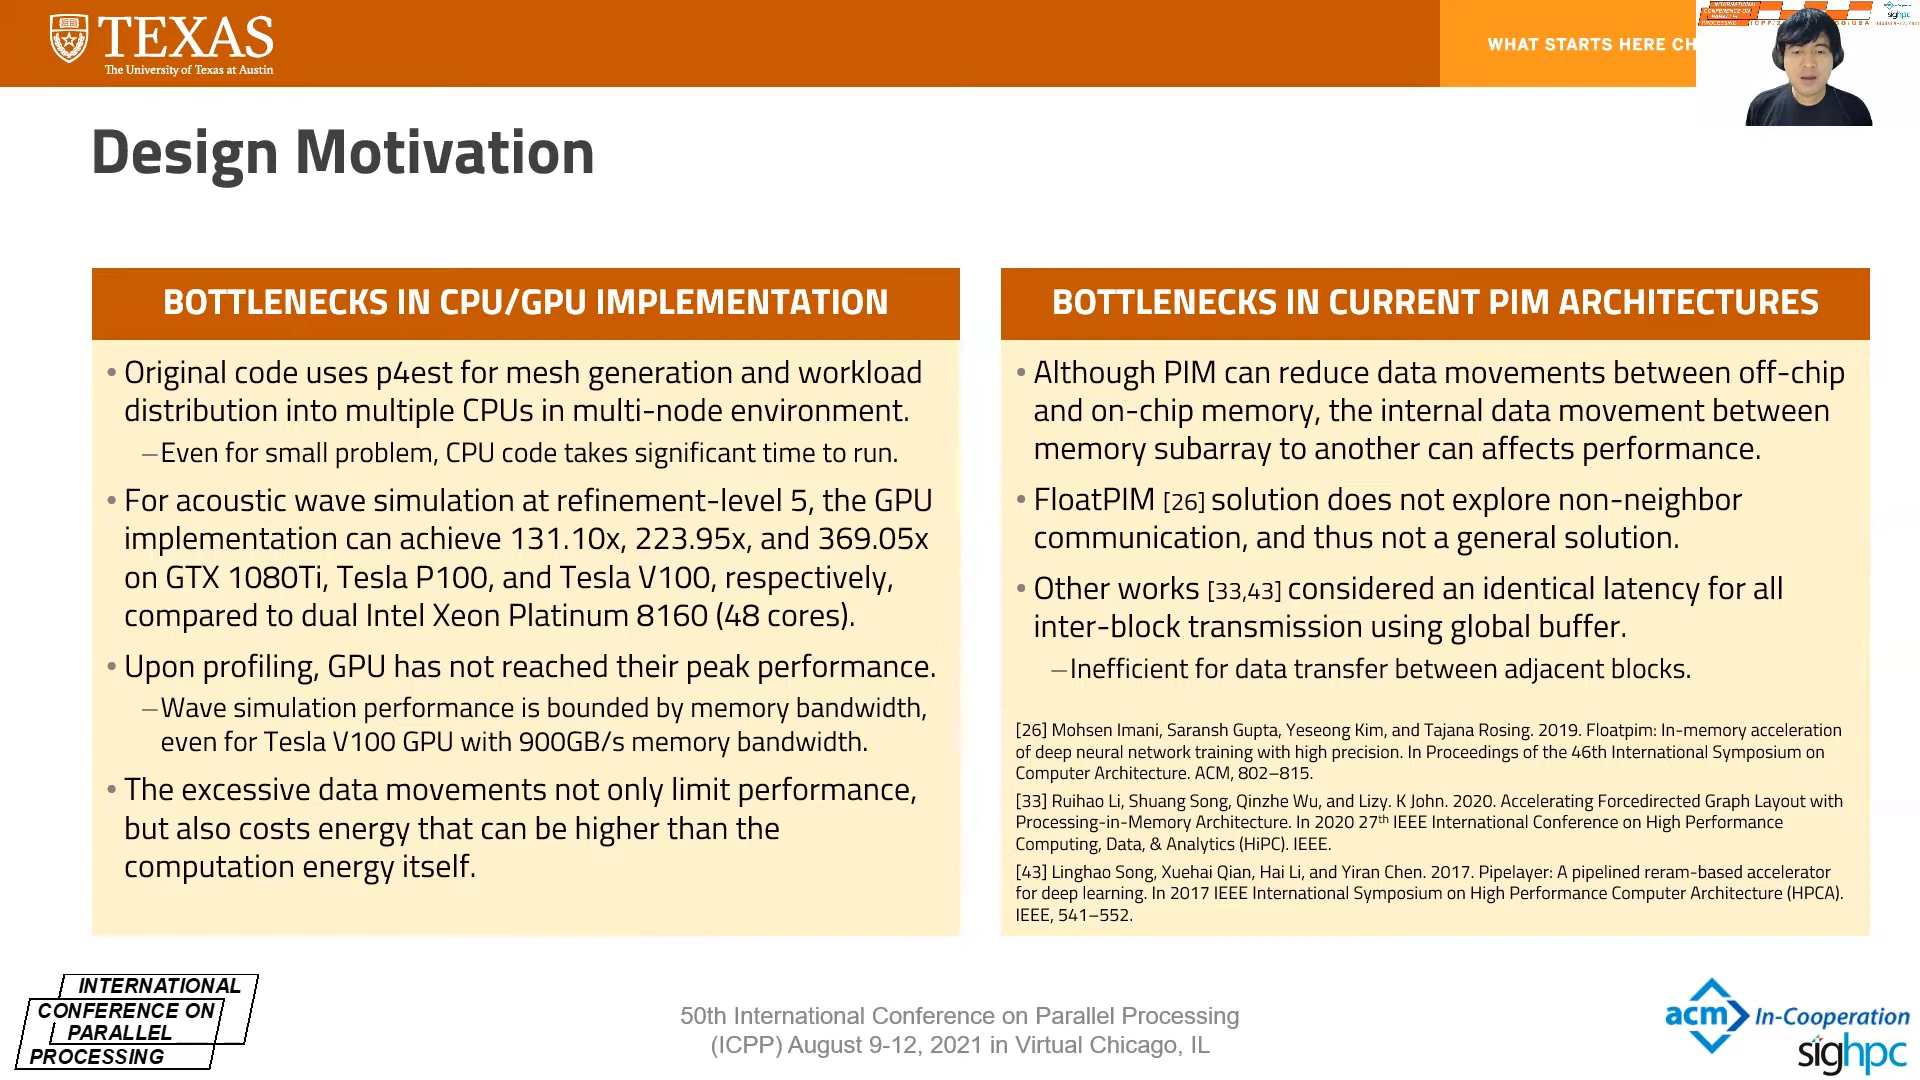 TEXAS
The University of Texas at Austin
WHAT STARTS HERE CH
INTERNATIONAL
CONFERENCE ON
PARALLEL
PROCESSING
sighpc
Design Motivation
BOTTLENECKS IN CPU/GPU IMPLEMENTATION
• Original code uses p4est for mesh generation and workload
distribution into multiple CPUs in multi-node environment.
–Even for small problem, CPU code takes significant time to run.
• For acoustic wave simulation at refinement-level 5, the GPU
implementation can achieve 131.10x, 223.95x, and 369.05x
on GTX 1080Ti, Tesla P100, and Tesla V100, respectively,
compared to dual Intel Xeon Platinum 8160 (48 cores).
• Upon profiling, GPU has not reached their peak performance.
–Wave simulation performance is bounded by memory bandwidth,
even for Tesla V100 GPU with 900GB/s memory bandwidth.
• The excessive data movements not only limit performance,
but also costs energy that can be higher than the
computation energy itself.
BOTTLENECKS IN CURRENT PIM ARCHITECTURES
• Although PIM can reduce data movements between off-chip
and on-chip memory, the internal data movement between
memory subarray to another can affects performance.
• FloatPIM [26] solution does not explore non-neighbor
communication, and thus not a general solution.
• Other works [33,43] considered an identical latency for all
inter-block transmission using global buffer.
–Inefficient for data transfer between adjacent blocks.
[26] Mohsen Imani, Saransh Gupta, Yeseong Kim, and Tajana Rosing. 2019. Floatpim: In-memory acceleration
of deep neural network training with high precision. In Proceedings of the 46th International Symposium on
Computer Architecture. ACM, 802–815.
[33] Ruihao Li, Shuang Song, Qinzhe Wu, and Lizy. K John. 2020. Accelerating Forcedirected Graph Layout with
Processing-in-Memory Architecture. In 2020 27th IEEE International Conference on High Performance
Computing, Data, & Analytics (HiPC). IEEE.
[43] Linghao Song, Xuehai Qian, Hai Li, and Yiran Chen. 2017. Pipelayer: A pipelined reram-based accelerator
for deep learning. In 2017 IEEE International Symposium on High Performance Computer Architecture (HPCA).
IEEE, 541–552.
INTERNATIONAL
CONFERENCE ON
PARALLEL
PROCESSING
50th International Conference on Parallel Processing
(ICPP) August 9-12, 2021 in Virtual Chicago, IL
acm In-Cooperation
sighpc